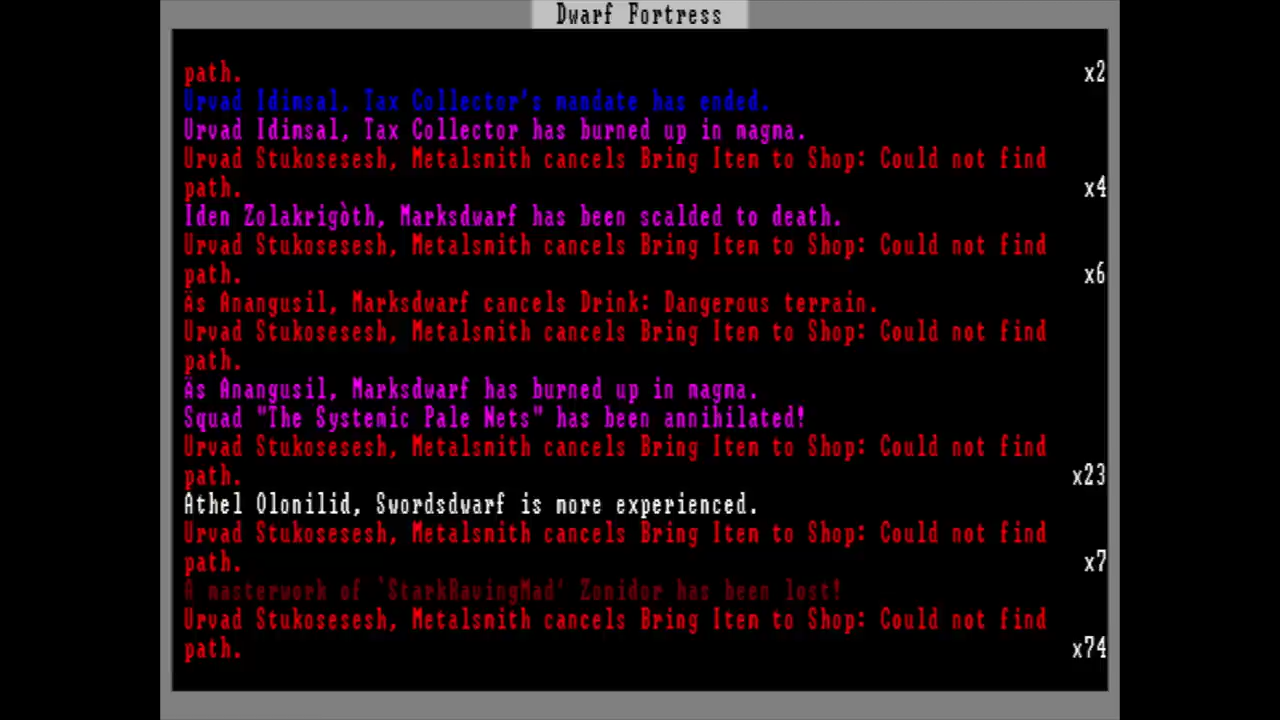 Dwarf Fortress
path. x2
Urvad Idimsal, Tax Collector's mandate has ended.
Urvad Idimsal, Tax Collector has burned up in magma.
Urvad Stukosesesh, Metalsmith cancels Bring Item to Shop: Could not find
path. x4
Iden Zolakrigòth, Marksdwarf has been scalded to death.
Urvad Stukosesesh, Metalsmith cancels Bring Item to Shop: Could not find
path. x6
Äs Anangusil, Marksdwarf cancels Drink: Dangerous terrain.
Urvad Stukosesesh, Metalsmith cancels Bring Item to Shop: Could not find
path.
Äs Anangusil, Marksdwarf has burned up in magma.
Squad "The Systemic Pale Nets" has been annihilated!
Urvad Stukosesesh, Metalsmith cancels Bring Item to Shop: Could not find
path. x23
Athel Olonilid, Swordsdwarf is more experienced.
Urvad Stukosesesh, Metalsmith cancels Bring Item to Shop: Could not find
path. x7
A masterwork of `StarkRavingMad' Zonidor has been lost!
Urvad Stukosesesh, Metalsmith cancels Bring Item to Shop: Could not find
path. x74